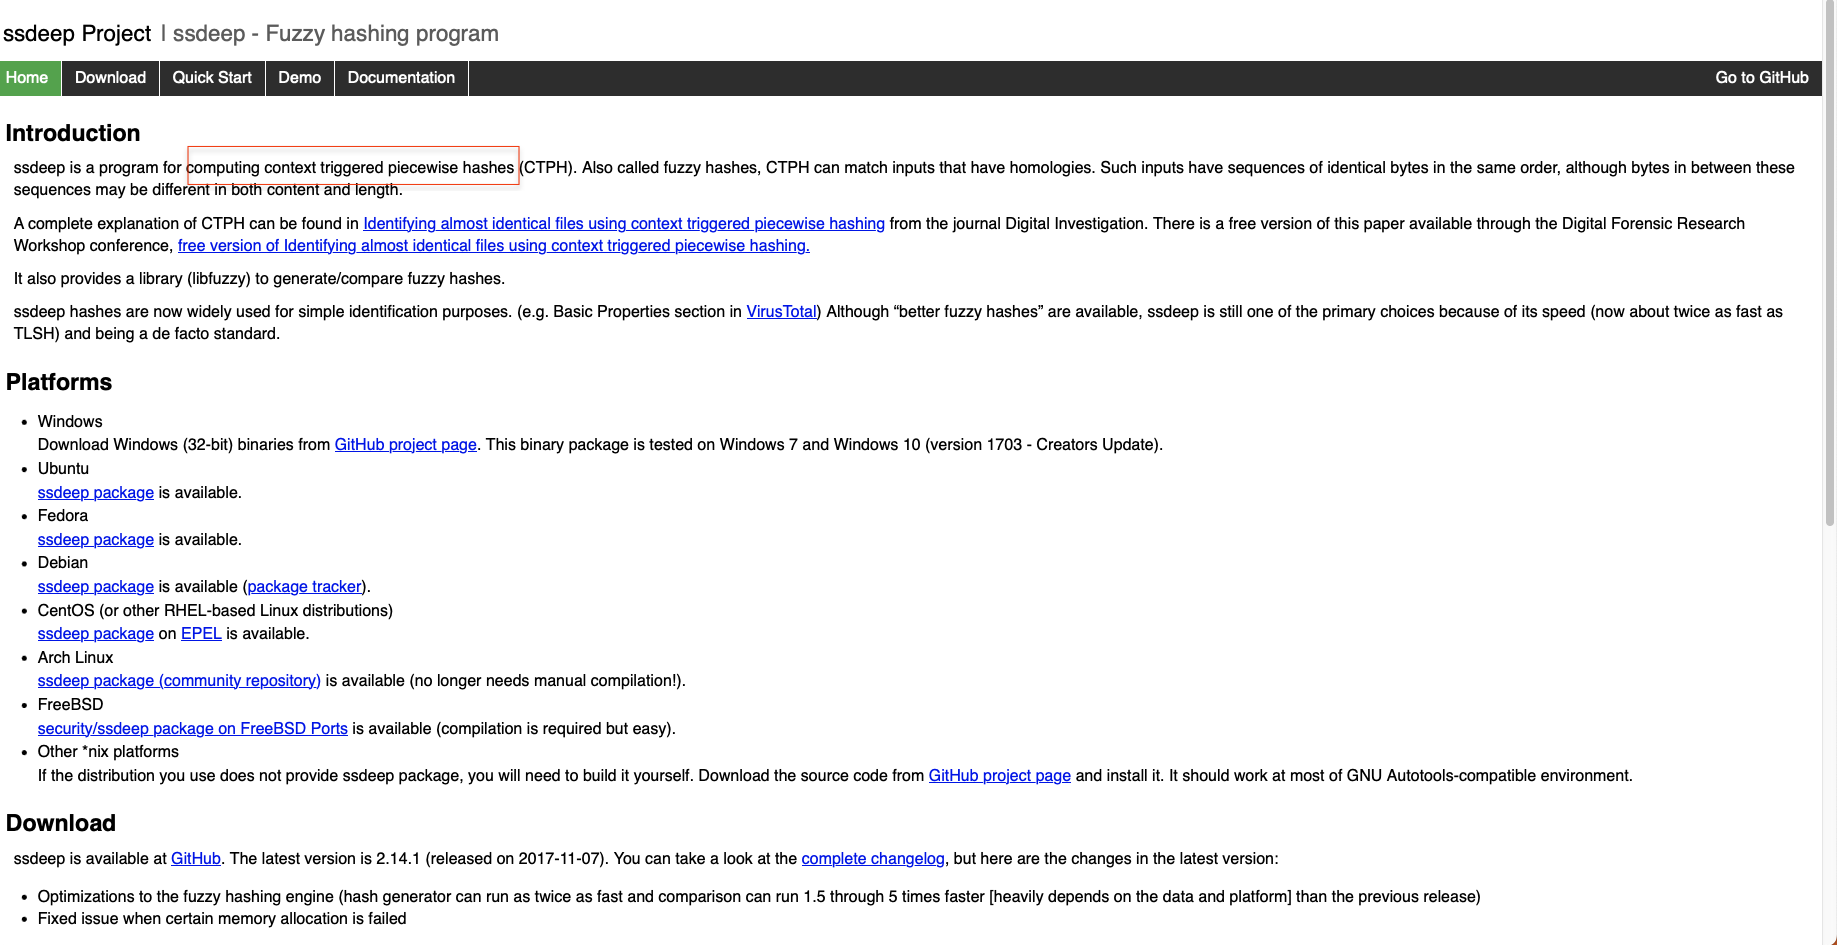 ssdeep Project | ssdeep - Fuzzy hashing program
Home Download Quick Start Demo Documentation Go to GitHub
Introduction
ssdeep is a program for computing context triggered piecewise hashes (CTPH). Also called fuzzy hashes, CTPH can match inputs that have homologies. Such inputs have sequences of identical bytes in the same order, although bytes in between these
sequences may be different in both content and length.
A complete explanation of CTPH can be found in Identifying almost identical files using context triggered piecewise hashing from the journal Digital Investigation. There is a free version of this paper available through the Digital Forensic Research
Workshop conference, free version of Identifying almost identical files using context triggered piecewise hashing.
It also provides a library (libfuzzy) to generate/compare fuzzy hashes.
ssdeep hashes are now widely used for simple identification purposes. (e.g. Basic Properties section in VirusTotal) Although “better fuzzy hashes” are available, ssdeep is still one of the primary choices because of its speed (now about twice as fast as
TLSH) and being a de facto standard.
Platforms
• Windows
Download Windows (32-bit) binaries from GitHub project page. This binary package is tested on Windows 7 and Windows 10 (version 1703 - Creators Update).
• Ubuntu
ssdeep package is available.
• Fedora
ssdeep package is available.
• Debian
ssdeep package is available (package tracker).
• CentOS (or other RHEL-based Linux distributions)
ssdeep package on EPEL is available.
• Arch Linux
ssdeep package (community repository) is available (no longer needs manual compilation!).
• FreeBSD
security/ssdeep package on FreeBSD Ports is available (compilation is required but easy).
• Other *nix platforms
If the distribution you use does not provide ssdeep package, you will need to build it yourself. Download the source code from GitHub project page and install it. It should work at most of GNU Autotools-compatible environment.
Download
ssdeep is available at GitHub. The latest version is 2.14.1 (released on 2017-11-07). You can take a look at the complete changelog, but here are the changes in the latest version:
• Optimizations to the fuzzy hashing engine (hash generator can run as twice as fast and comparison can run 1.5 through 5 times faster [heavily depends on the data and platform] than the previous release)
• Fixed issue when certain memory allocation is failed